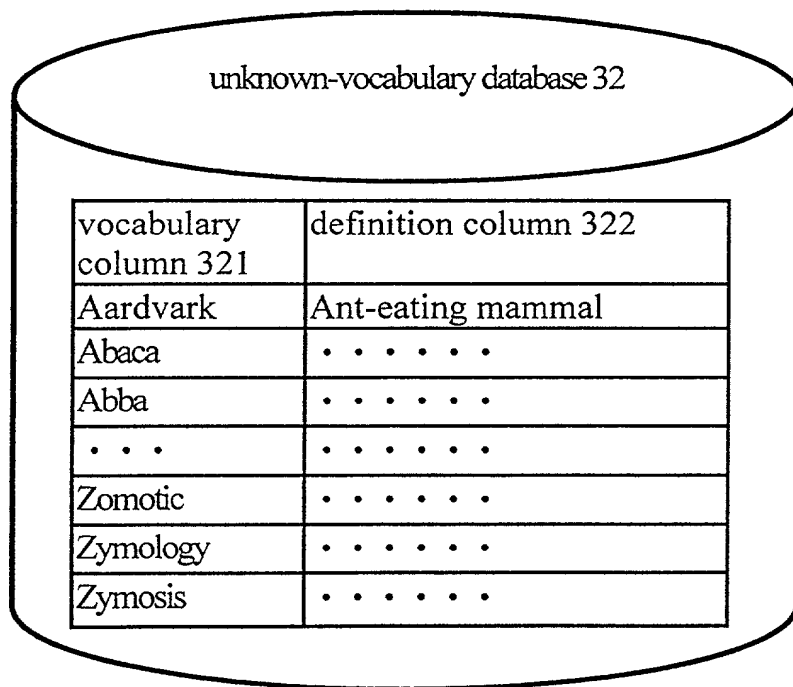 unknown-vocabulary database 32
vocabulary definition column 322
column 321
Aardvark Ant-eating mammal
Abaca · · · · · ·
Abba · · · · · ·
· · · · · · · · ·
Zomotic · · · · · ·
Zymology · · · · · ·
Zymosis · · · · · ·